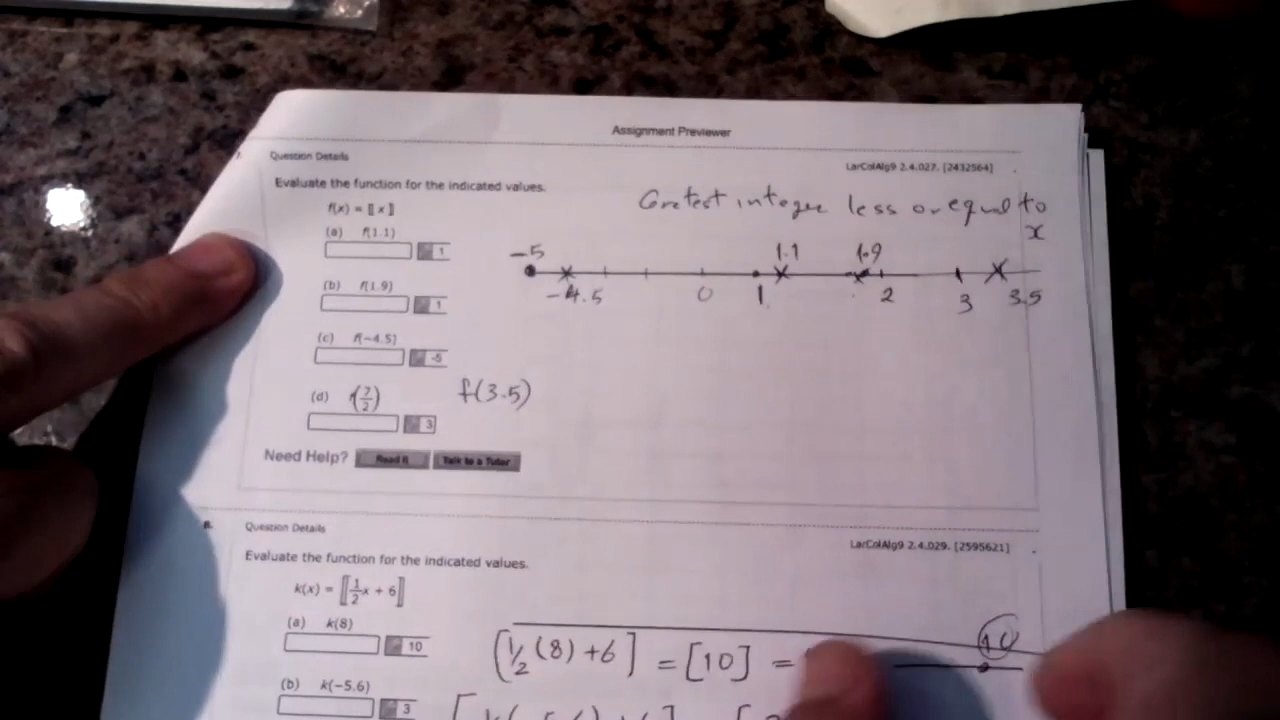 Assignment Previewer
7. Question Details
LarColAlg9 2.4.027. [2432564]
Evaluate the function for the indicated values.
Gretest integer less or equal to
x
f(x) = ⟦x⟧
(a) f(1.1)
1
(b) f(1.9)
1
(c) f(−4.5)
-5
(d) f(7/2)
3
f(3.5)
−5 1.1 1.9
−4.5 0 1 2 3 3.5
Need Help? Read It Talk to a Tutor
8. Question Details
LarColAlg9 2.4.029. [2595621]
Evaluate the function for the indicated values.
k(x) = ⟦1/2 x + 6⟧
(a) k(8)
10
[1/2 (8) + 6] = [10] =
10
(b) k(−5.6)
3